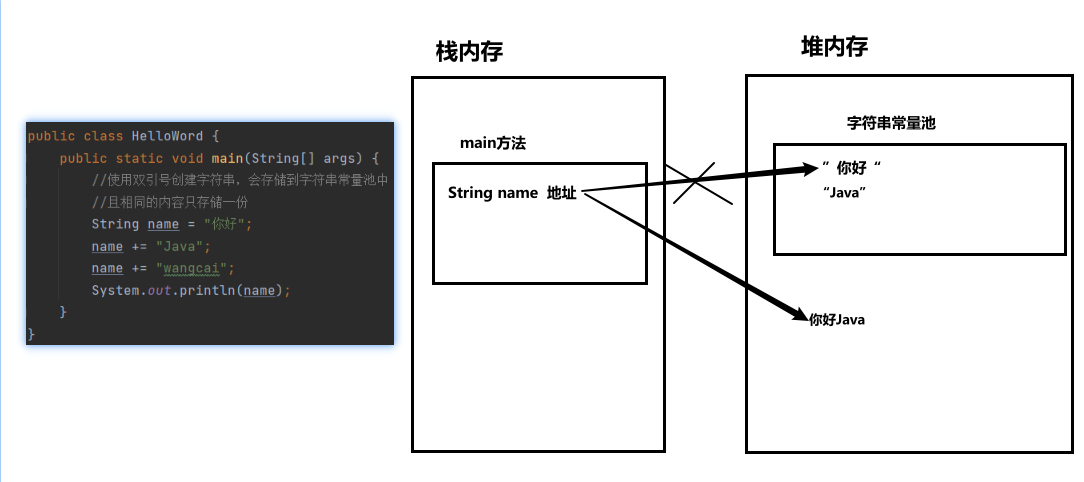 栈内存
堆内存
public class HelloWord {
public static void main(String[] args) {
//使用双引号创建字符串，会存储到字符串常量池中
//且相同的内容只存储一份
String name = "你好";
name += "Java";
name += "wangcai";
System.out.println(name);
}
}
main方法
String name 地址
字符串常量池
” 你好 “
“Java”
你好Java